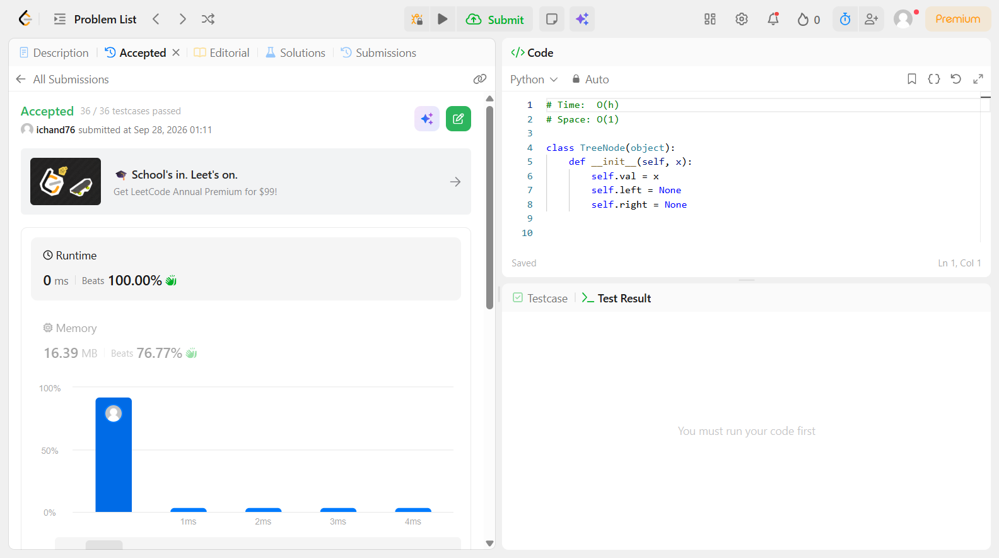 Problem List
Submit
0
Premium
Description
Accepted
Editorial
Solutions
Submissions
All Submissions
Accepted 36 / 36 testcases passed
ichand76 submitted at Sep 28, 2026 01:11
School's in. Leet's on.
Get LeetCode Annual Premium for $99!
Runtime
0 ms Beats 100.00%
Memory
16.39 MB Beats 76.77%
100%
50%
0%
1ms 2ms 3ms 4ms
</> Code
Python Auto
1 # Time:  O(h)
2 # Space: O(1)
3
4 class TreeNode(object):
5     def __init__(self, x):
6         self.val = x
7         self.left = None
8         self.right = None
9
10
Saved Ln 1, Col 1
Testcase
Test Result
You must run your code first